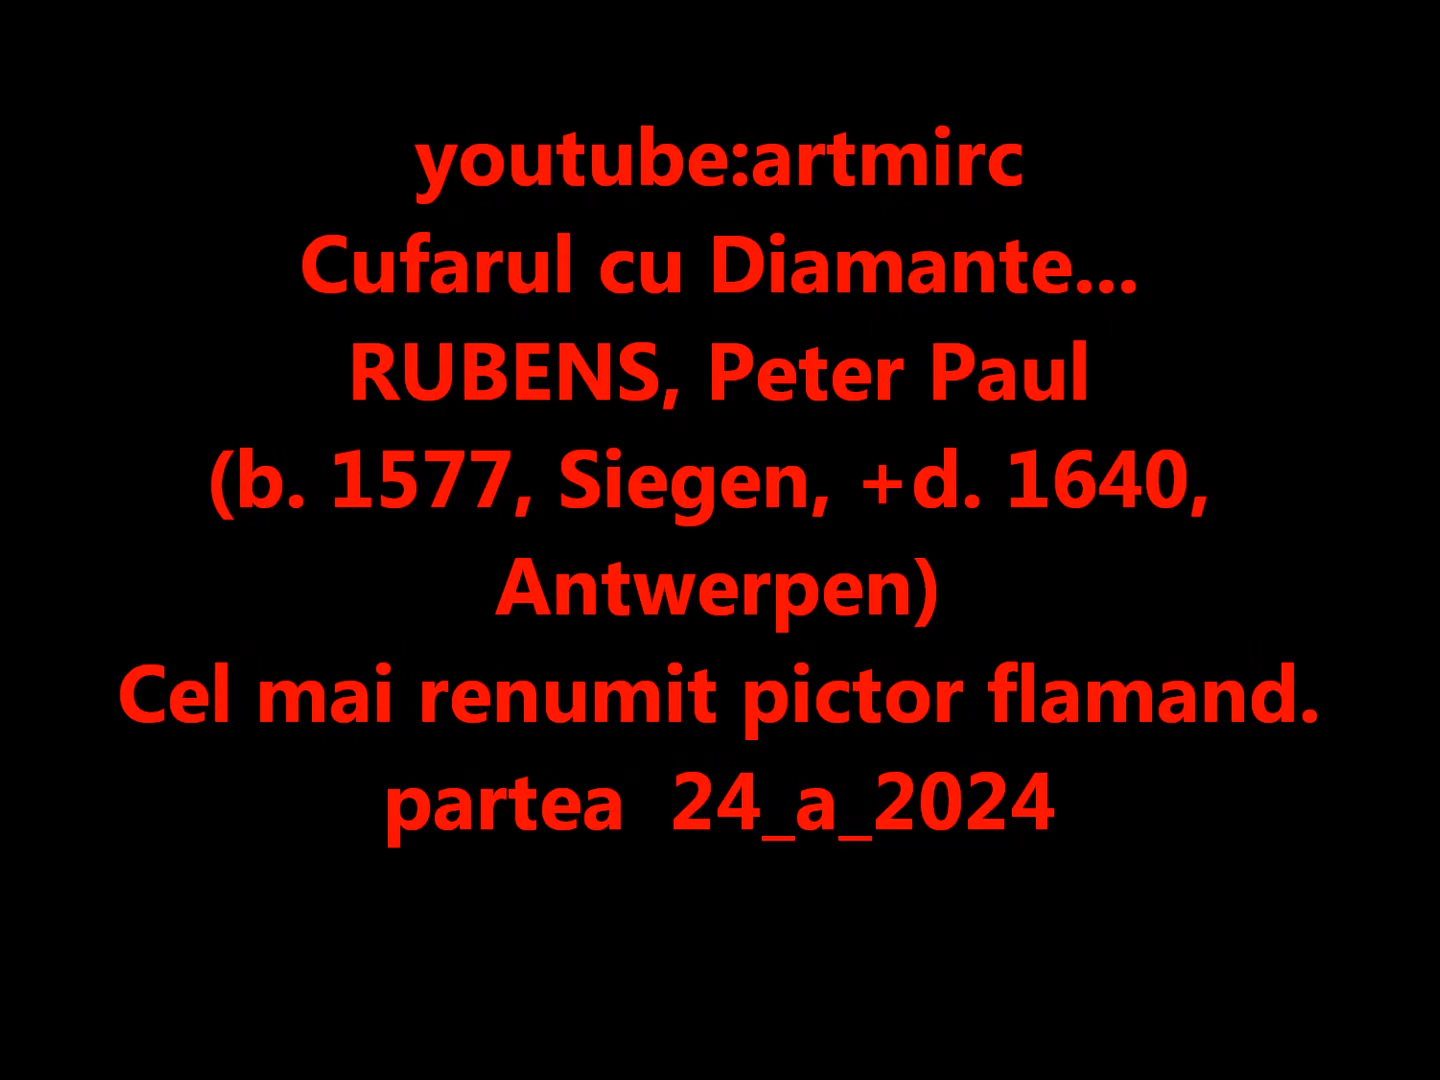 youtube:artmirc
Cufarul cu Diamante...
RUBENS, Peter Paul
(b. 1577, Siegen, +d. 1640,
Antwerpen)
Cel mai renumit pictor flamand.
partea  24_a_2024